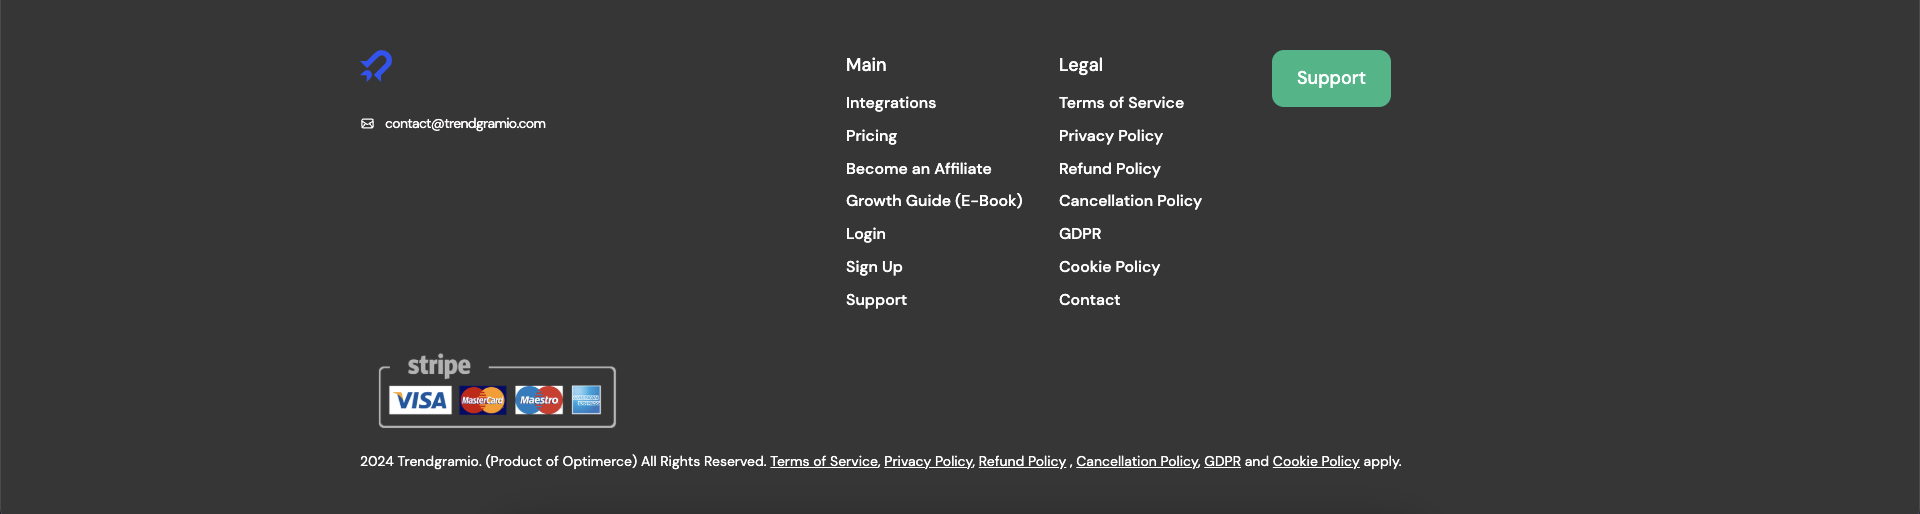 contact@trendgramio.com
Main
Integrations
Pricing
Become an Affiliate
Growth Guide (E-Book)
Login
Sign Up
Support
Legal
Terms of Service
Privacy Policy
Refund Policy
Cancellation Policy
GDPR
Cookie Policy
Contact
Support
stripe
VISA MasterCard Maestro AMERICAN EXPRESS
2024 Trendgramio. (Product of Optimerce) All Rights Reserved. Terms of Service, Privacy Policy, Refund Policy , Cancellation Policy, GDPR and Cookie Policy apply.